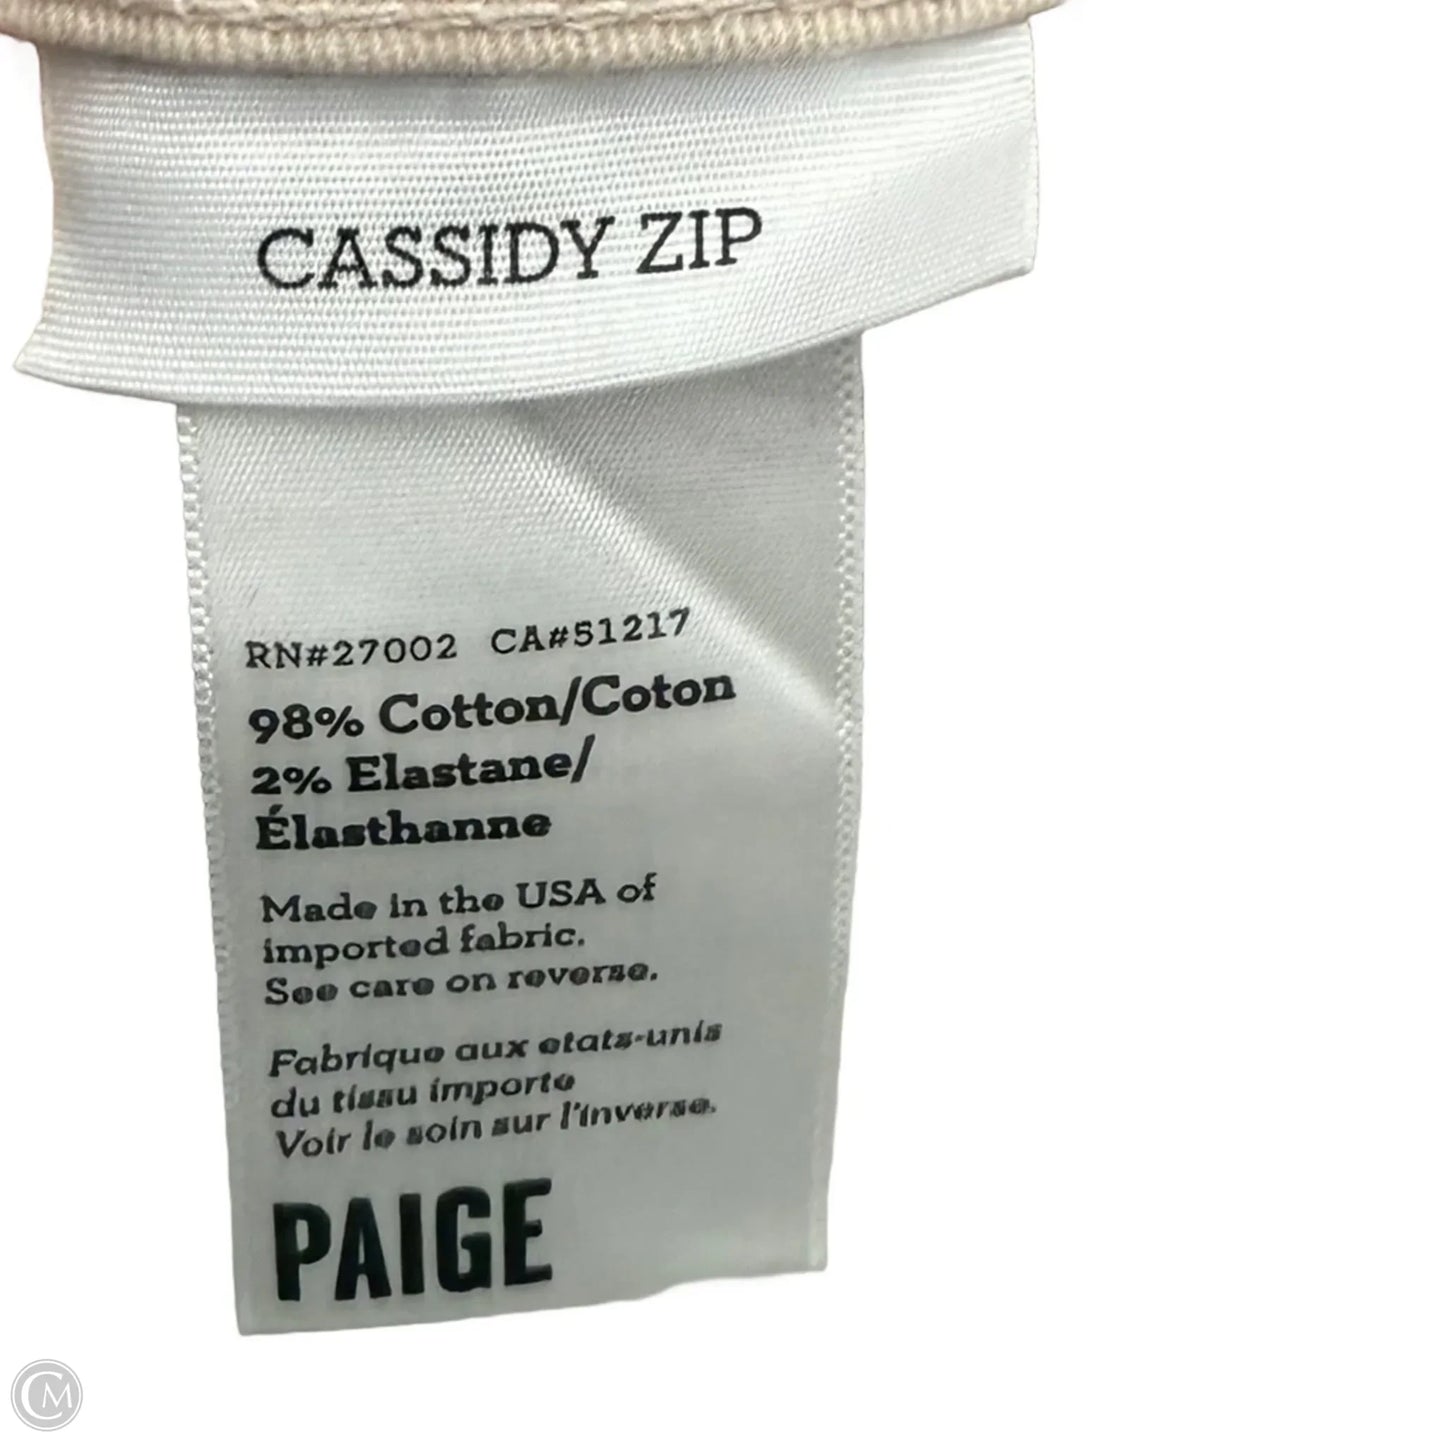 CASSIDY ZIP
RN#27002 CA#51217
98% Cotton/Coton
2% Elastane/
Élasthanne
Made in the USA of
imported fabric.
See care on reverse.
Fabrique aux etats-unis
du tissu importe
Voir le soin sur l'inverse.
PAIGE
CM